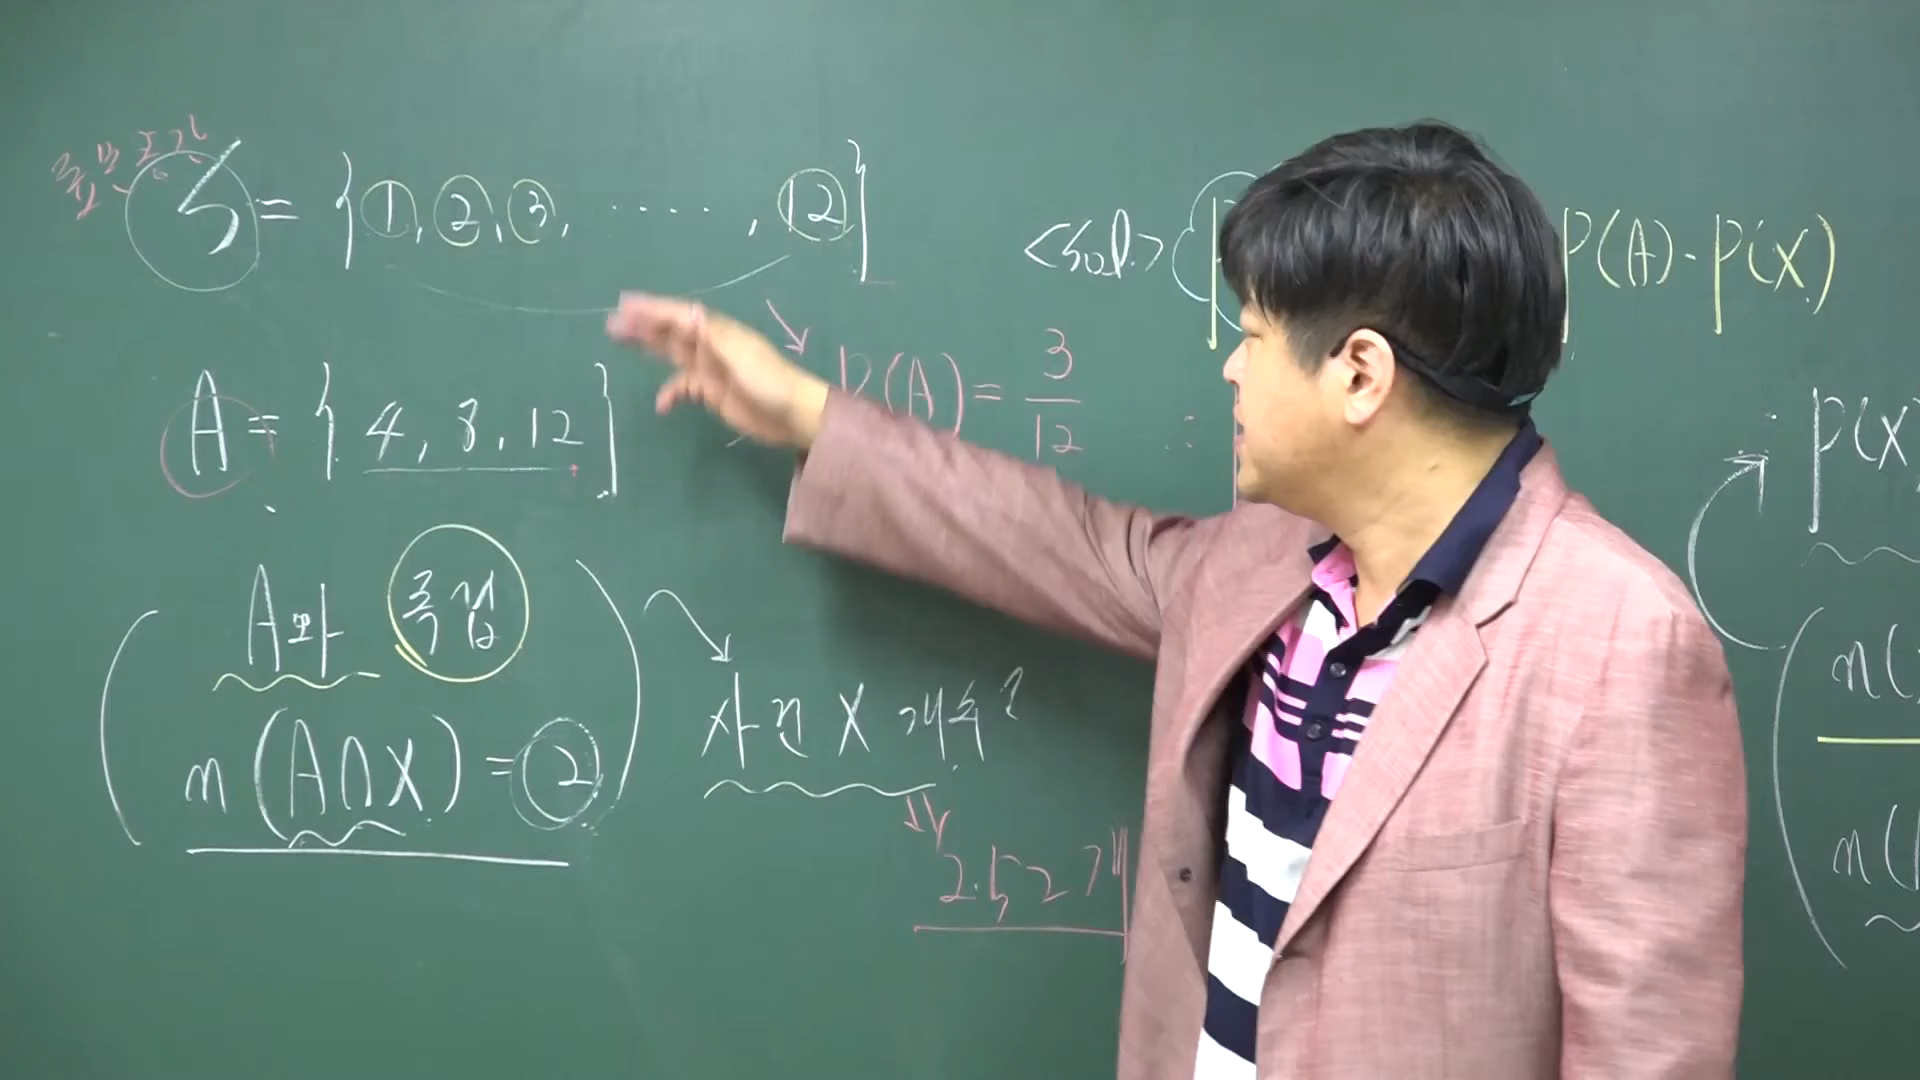 S = {①, ②, ③, ‥‥, ⑫}
A = {4, 8, 12}
P(A) = 3/12
A와 독립
n(A∩X) = 2
사건 X 개수?
252개
<Sol> P(A)·P(X)
P(X)
n(
n(